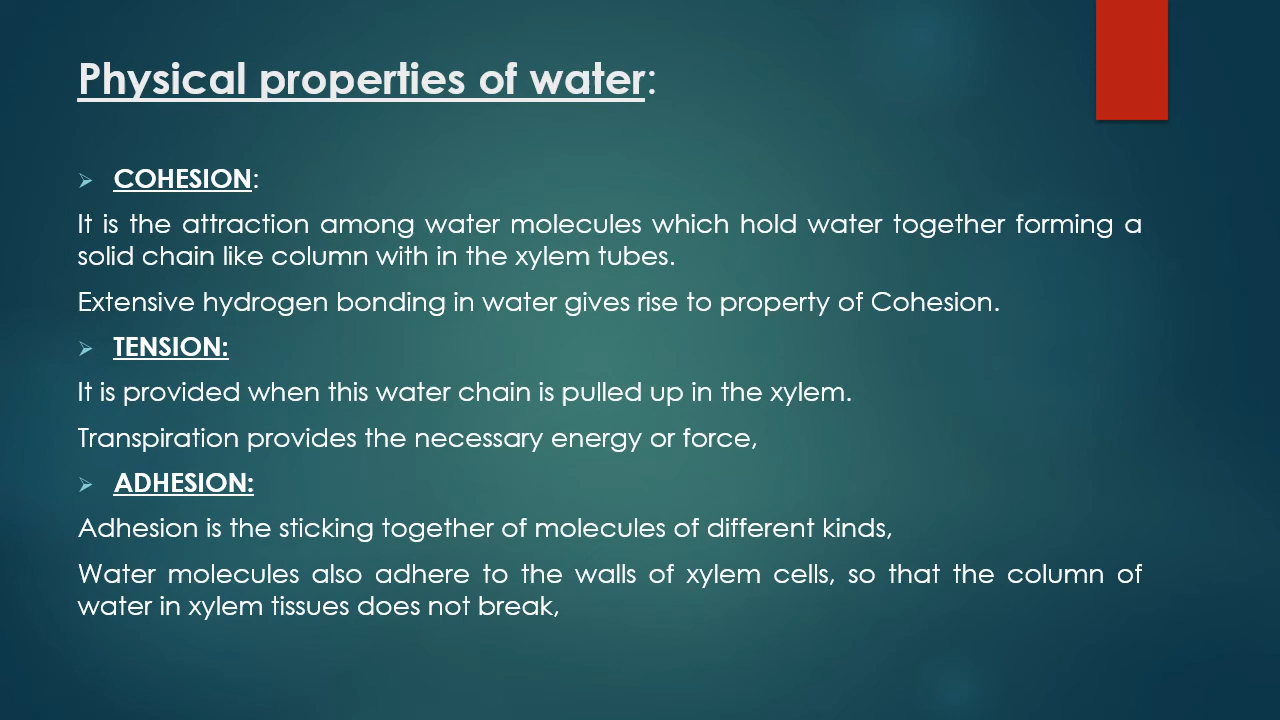 Physical properties of water:
➢ COHESION:
It is the attraction among water molecules which hold water together forming a
solid chain like column with in the xylem tubes.
Extensive hydrogen bonding in water gives rise to property of Cohesion.
➢ TENSION:
It is provided when this water chain is pulled up in the xylem.
Transpiration provides the necessary energy or force,
➢ ADHESION:
Adhesion is the sticking together of molecules of different kinds,
Water molecules also adhere to the walls of xylem cells, so that the column of
water in xylem tissues does not break,